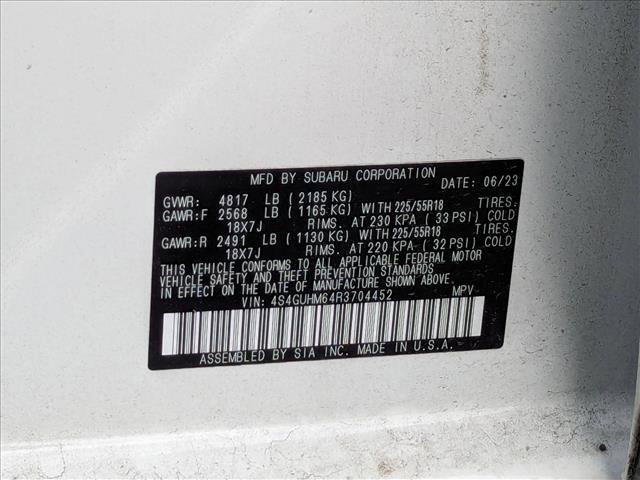 MFD BY SUBARU CORPORATION
DATE: 06/23
GVWR: 4817 LB (2185 KG)
GAWR:F 2568 LB (1165 KG) WITH 225/55R18 TIRES.
18X7J RIMS. AT 230 KPA (33 PSI) COLD
GAWR:R 2491 LB (1130 KG) WITH 225/55R18 TIRES.
18X7J RIMS. AT 220 KPA (32 PSI) COLD
THIS VEHICLE CONFORMS TO ALL APPLICABLE FEDERAL MOTOR
VEHICLE SAFETY AND THEFT PREVENTION STANDARDS
IN EFFECT ON THE DATE OF MANUFACTURE SHOWN ABOVE.
VIN: 4S4GUHM64R3704452 MPV
ASSEMBLED BY SIA INC. MADE IN U.S.A.